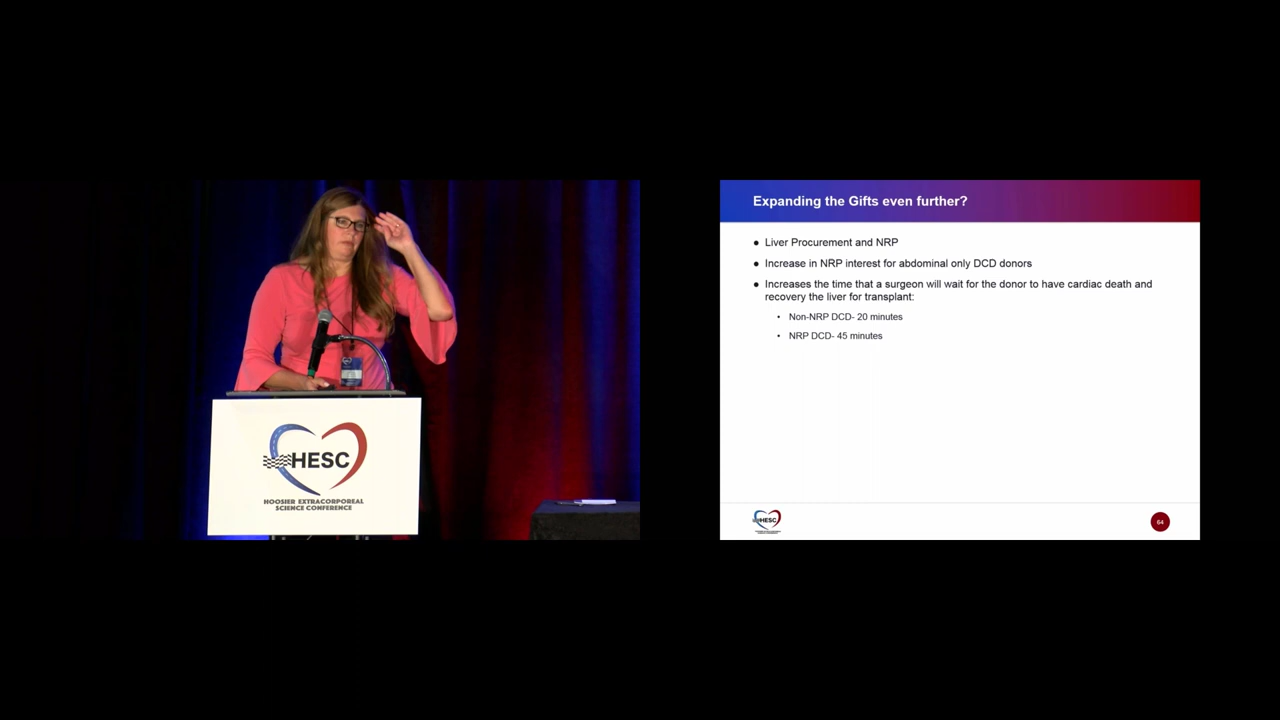 HESC
HOOSIER EXTRACORPOREAL
SCIENCE CONFERENCE
Expanding the Gifts even further?
● Liver Procurement and NRP
● Increase in NRP interest for abdominal only DCD donors
● Increases the time that a surgeon will wait for the donor to have cardiac death and
recovery the liver for transplant:
• Non-NRP DCD- 20 minutes
• NRP DCD- 45 minutes
HESC
64